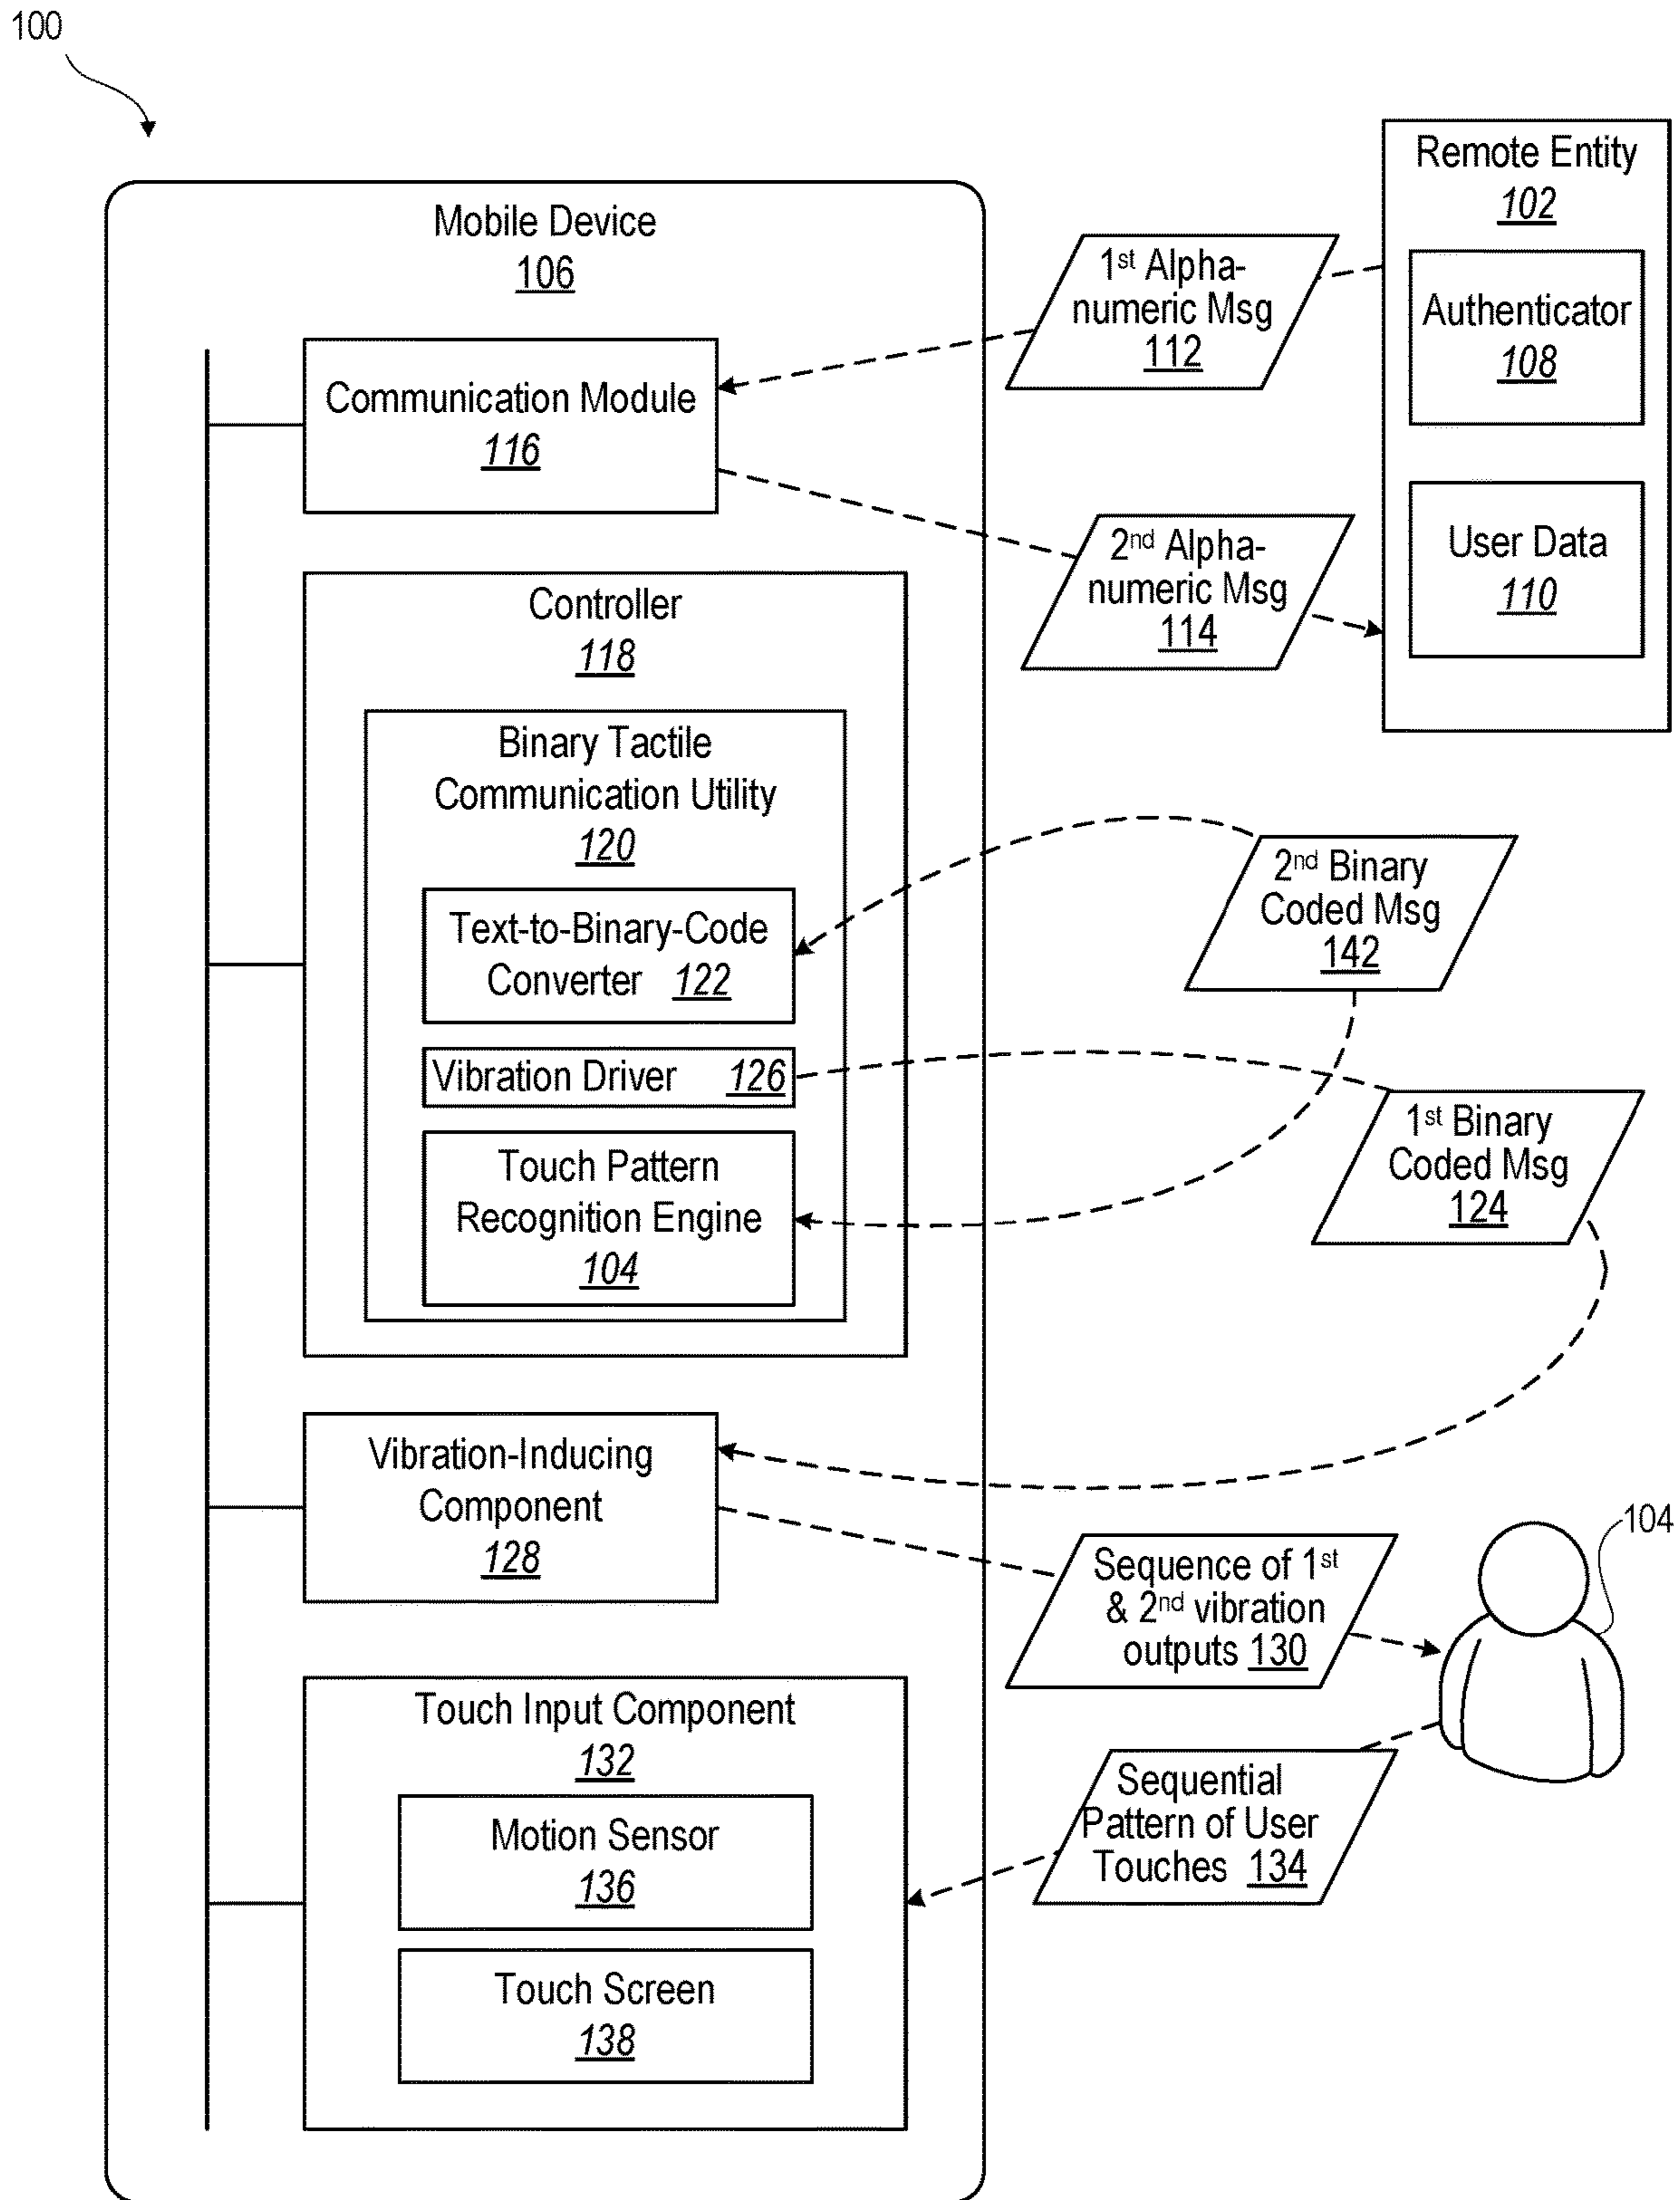 100
Mobile Device
106
Communication Module
116
Controller
118
Binary Tactile
Communication Utility
120
Text-to-Binary-Code
Converter 122
Vibration Driver 126
Touch Pattern
Recognition Engine
104
Vibration-Inducing
Component
128
Touch Input Component
132
Motion Sensor
136
Touch Screen
138
Remote Entity
102
Authenticator
108
User Data
110
1st Alpha-
numeric Msg
112
2nd Alpha-
numeric Msg
114
2nd Binary
Coded Msg
142
1st Binary
Coded Msg
124
Sequence of 1st
& 2nd vibration
outputs 130
104
Sequential
Pattern of User
Touches 134